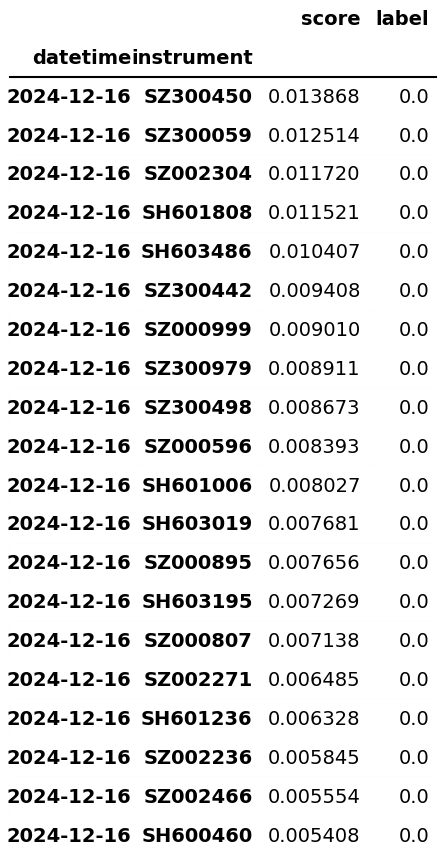 score label
datetime instrument
2024-12-16 SZ300450 0.013868 0.0
2024-12-16 SZ300059 0.012514 0.0
2024-12-16 SZ002304 0.011720 0.0
2024-12-16 SH601808 0.011521 0.0
2024-12-16 SH603486 0.010407 0.0
2024-12-16 SZ300442 0.009408 0.0
2024-12-16 SZ000999 0.009010 0.0
2024-12-16 SZ300979 0.008911 0.0
2024-12-16 SZ300498 0.008673 0.0
2024-12-16 SZ000596 0.008393 0.0
2024-12-16 SH601006 0.008027 0.0
2024-12-16 SH603019 0.007681 0.0
2024-12-16 SZ000895 0.007656 0.0
2024-12-16 SH603195 0.007269 0.0
2024-12-16 SZ000807 0.007138 0.0
2024-12-16 SZ002271 0.006485 0.0
2024-12-16 SH601236 0.006328 0.0
2024-12-16 SZ002236 0.005845 0.0
2024-12-16 SZ002466 0.005554 0.0
2024-12-16 SH600460 0.005408 0.0